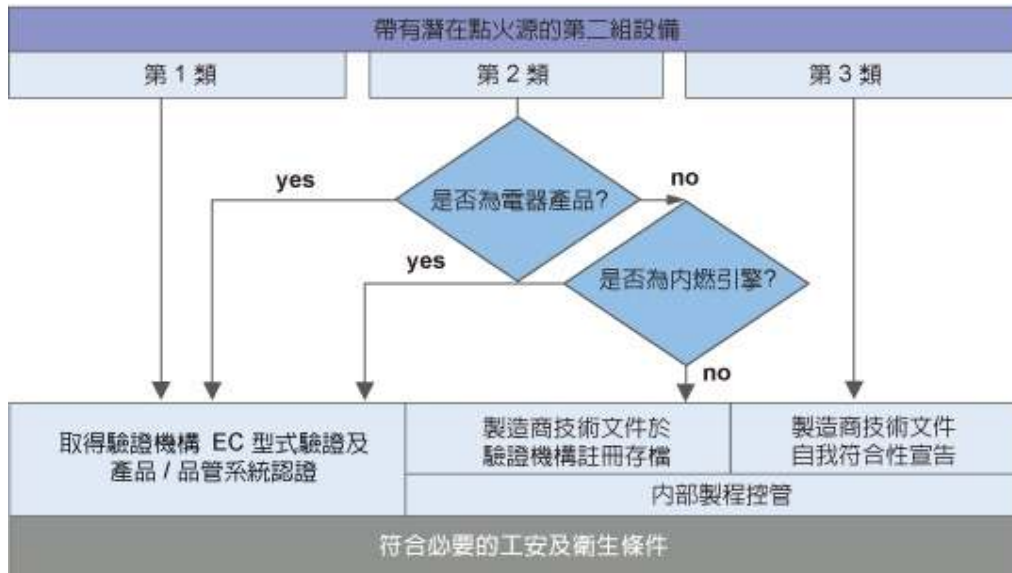 帶有潛在點火源的第二組設備
第 1 類
第 2 類
第 3 類
yes
是否為電器產品?
no
yes
是否為內燃引擎?
no
取得驗證機構 EC 型式驗證及
產品 / 品管系統認證
製造商技術文件於
驗證機構註冊存檔
製造商技術文件
自我符合性宣告
內部製程控管
符合必要的工安及衛生條件